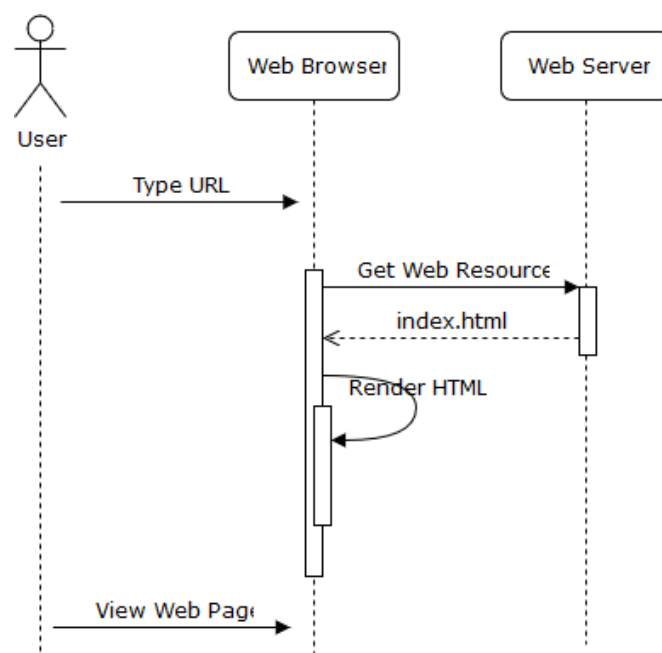 Web Browser
Web Server
User
Type URL
Get Web Resource
index.html
Render HTML
View Web Page